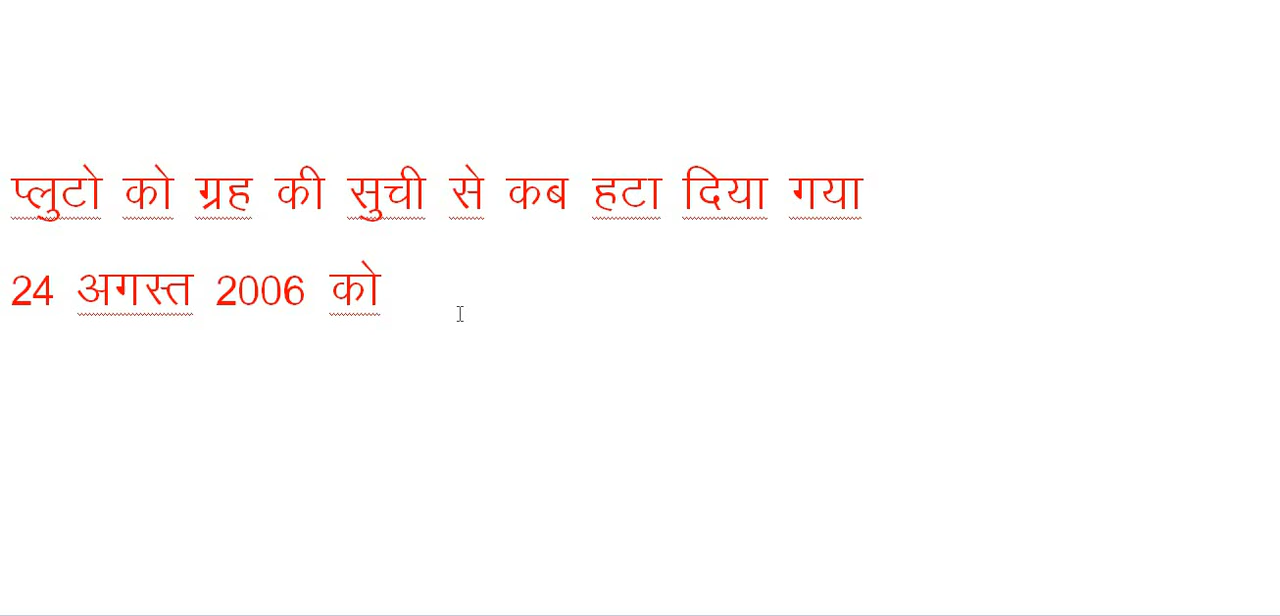 प्लुटो को ग्रह की सुची से कब हटा दिया गया
24 अगस्त 2006 को